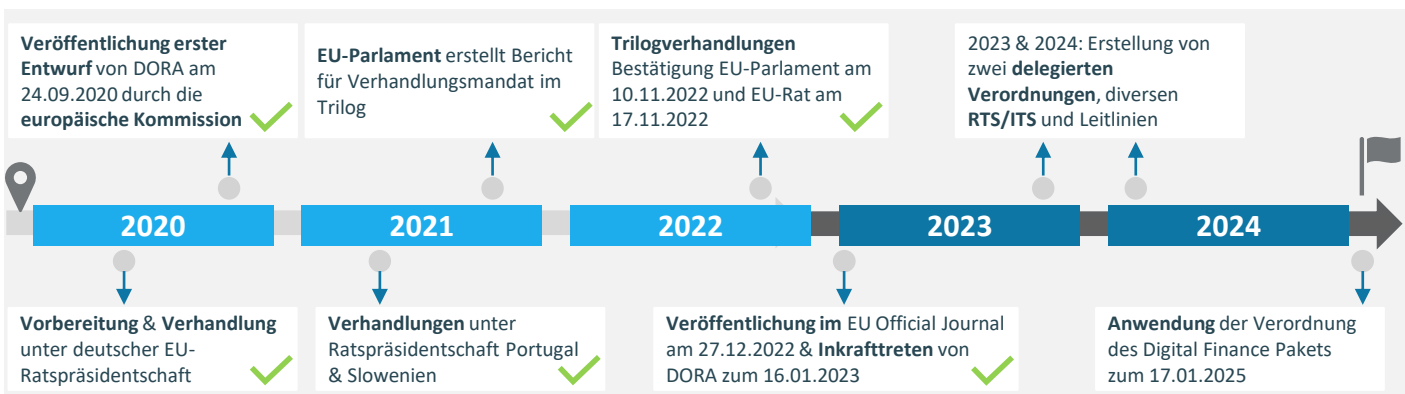 Veröffentlichung erster
Entwurf von DORA am
24.09.2020 durch die
europäische Kommission
EU-Parlament erstellt Bericht
für Verhandlungsmandat im
Trilog
Trilogverhandlungen
Bestätigung EU-Parlament am
10.11.2022 und EU-Rat am
17.11.2022
2023 & 2024: Erstellung von
zwei delegierten
Verordnungen, diversen
RTS/ITS und Leitlinien
2020
2021
2022
2023
2024
Vorbereitung & Verhandlung
unter deutscher EU-
Ratspräsidentschaft
Verhandlungen unter
Ratspräsidentschaft Portugal
& Slowenien
Veröffentlichung im EU Official Journal
am 27.12.2022 & Inkrafttreten von
DORA zum 16.01.2023
Anwendung der Verordnung
des Digital Finance Pakets
zum 17.01.2025